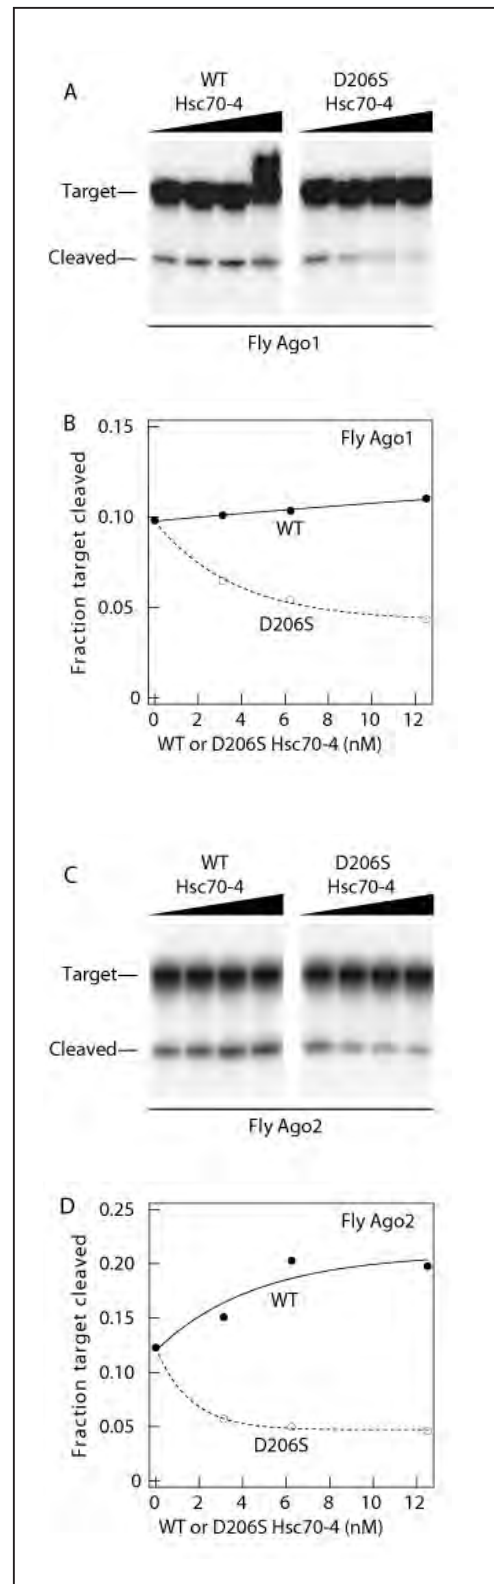 A
WT
Hsc70-4
D206S
Hsc70-4
Target—
Cleaved—
Fly Ago1
B
Fly Ago1
0.15
0.10
0.05
0
Fraction target cleaved
WT
D206S
0 2 4 6 8 10 12
WT or D206S Hsc70-4 (nM)
C
WT
Hsc70-4
D206S
Hsc70-4
Target—
Cleaved—
Fly Ago2
D
Fly Ago2
0.25
0.20
0.15
0.10
0.05
0
Fraction target cleaved
WT
D206S
0 2 4 6 8 10 12
WT or D206S Hsc70-4 (nM)